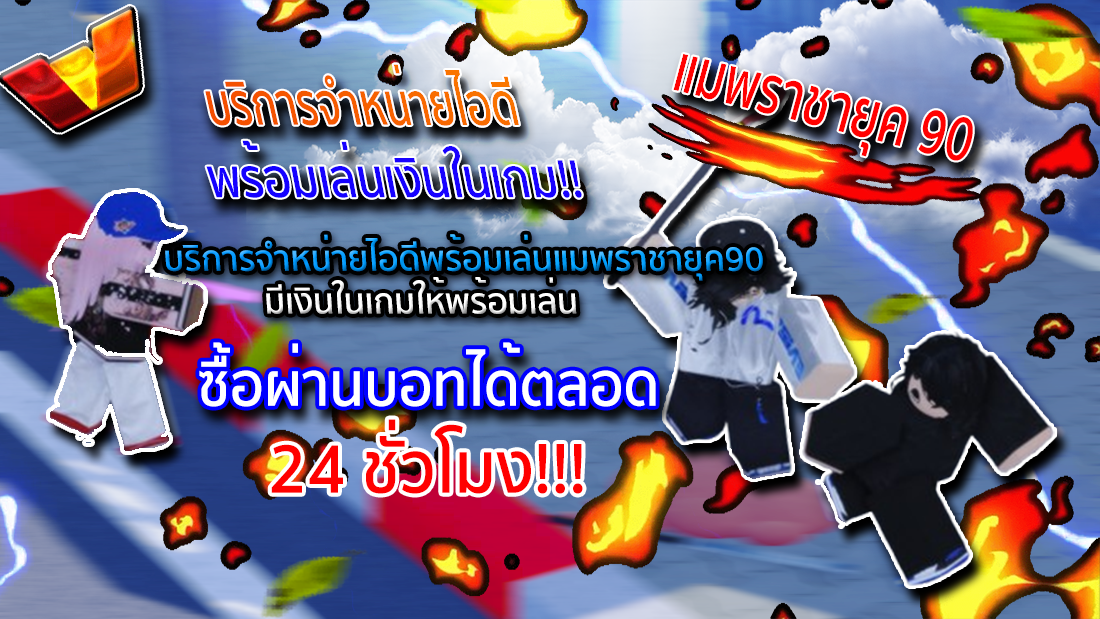 บริการจำหน่ายไอดี
พร้อมเล่นเงินในเกม!!
แมพราชายุค 90
บริการจำหน่ายไอดีพร้อมเล่นแมพราชายุค90
มีเงินในเกมให้พร้อมเล่น
ซื้อผ่านบอทได้ตลอด
24 ชั่วโมง!!!